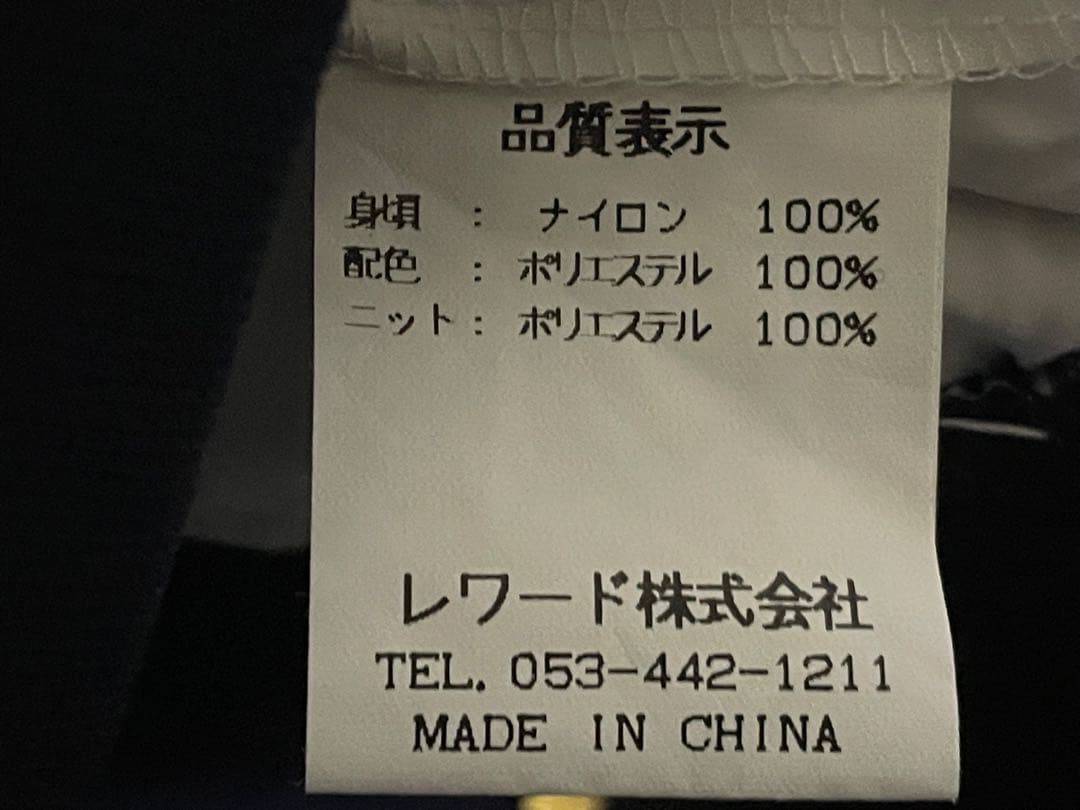 品質表示
身頃 : ナイロン 100%
配色 : ポリエステル 100%
ニット : ポリエステル 100%
レワード株式会社
TEL. 053-442-1211
MADE IN CHINA